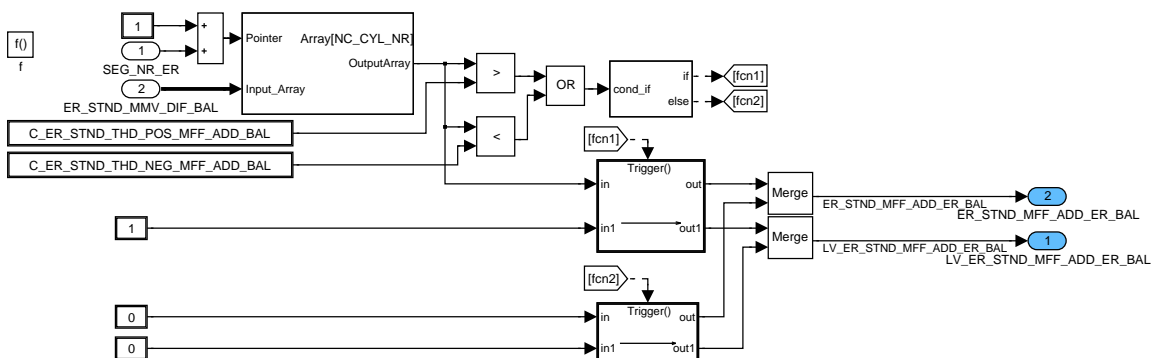 f()
f
1
+
+
1
SEG_NR_ER
2
ER_STND_MMV_DIF_BAL
Pointer
Array[NC_CYL_NR]
OutputArray
Input_Array
C_ER_STND_THD_POS_MFF_ADD_BAL
C_ER_STND_THD_NEG_MFF_ADD_BAL
>
<
OR
cond_if
if
else
[fcn1]
[fcn2]
[fcn1]
Trigger()
in
out
in1
out1
1
Merge
ER_STND_MFF_ADD_ER_BAL
2
ER_STND_MFF_ADD_ER_BAL
Merge
LV_ER_STND_MFF_ADD_ER_BAL
1
LV_ER_STND_MFF_ADD_ER_BAL
[fcn2]
Trigger()
0
in
out
0
in1
out1